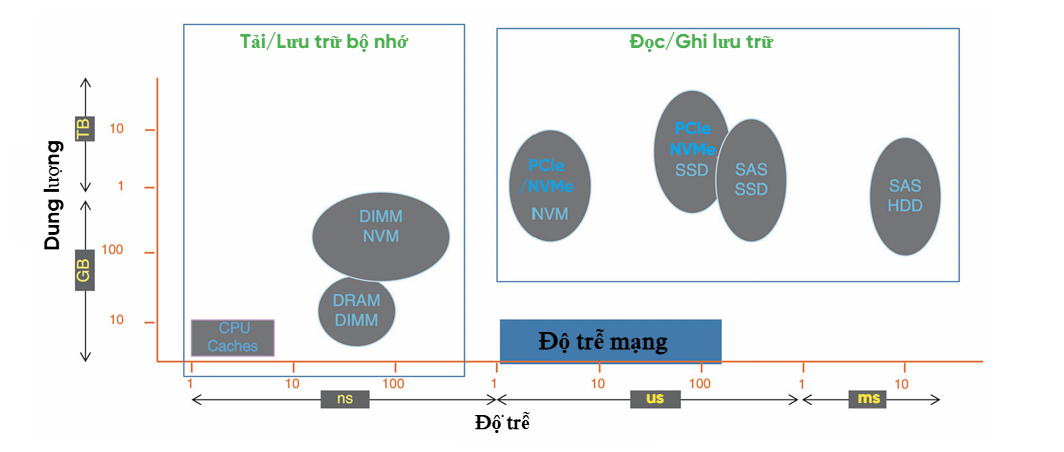 Tải/Lưu trữ bộ nhớ
Đọc/Ghi lưu trữ
Dung lượng
TB
GB
10
1
100
10
DIMM
NVM
DRAM
DIMM
CPU
Caches
PCIe
/NVMe
NVM
PCIe
NVMe
SSD
SAS
SSD
SAS
HDD
Độ trễ mạng
1
10
100
1
10
100
1
10
ns
us
ms
Độ trễ